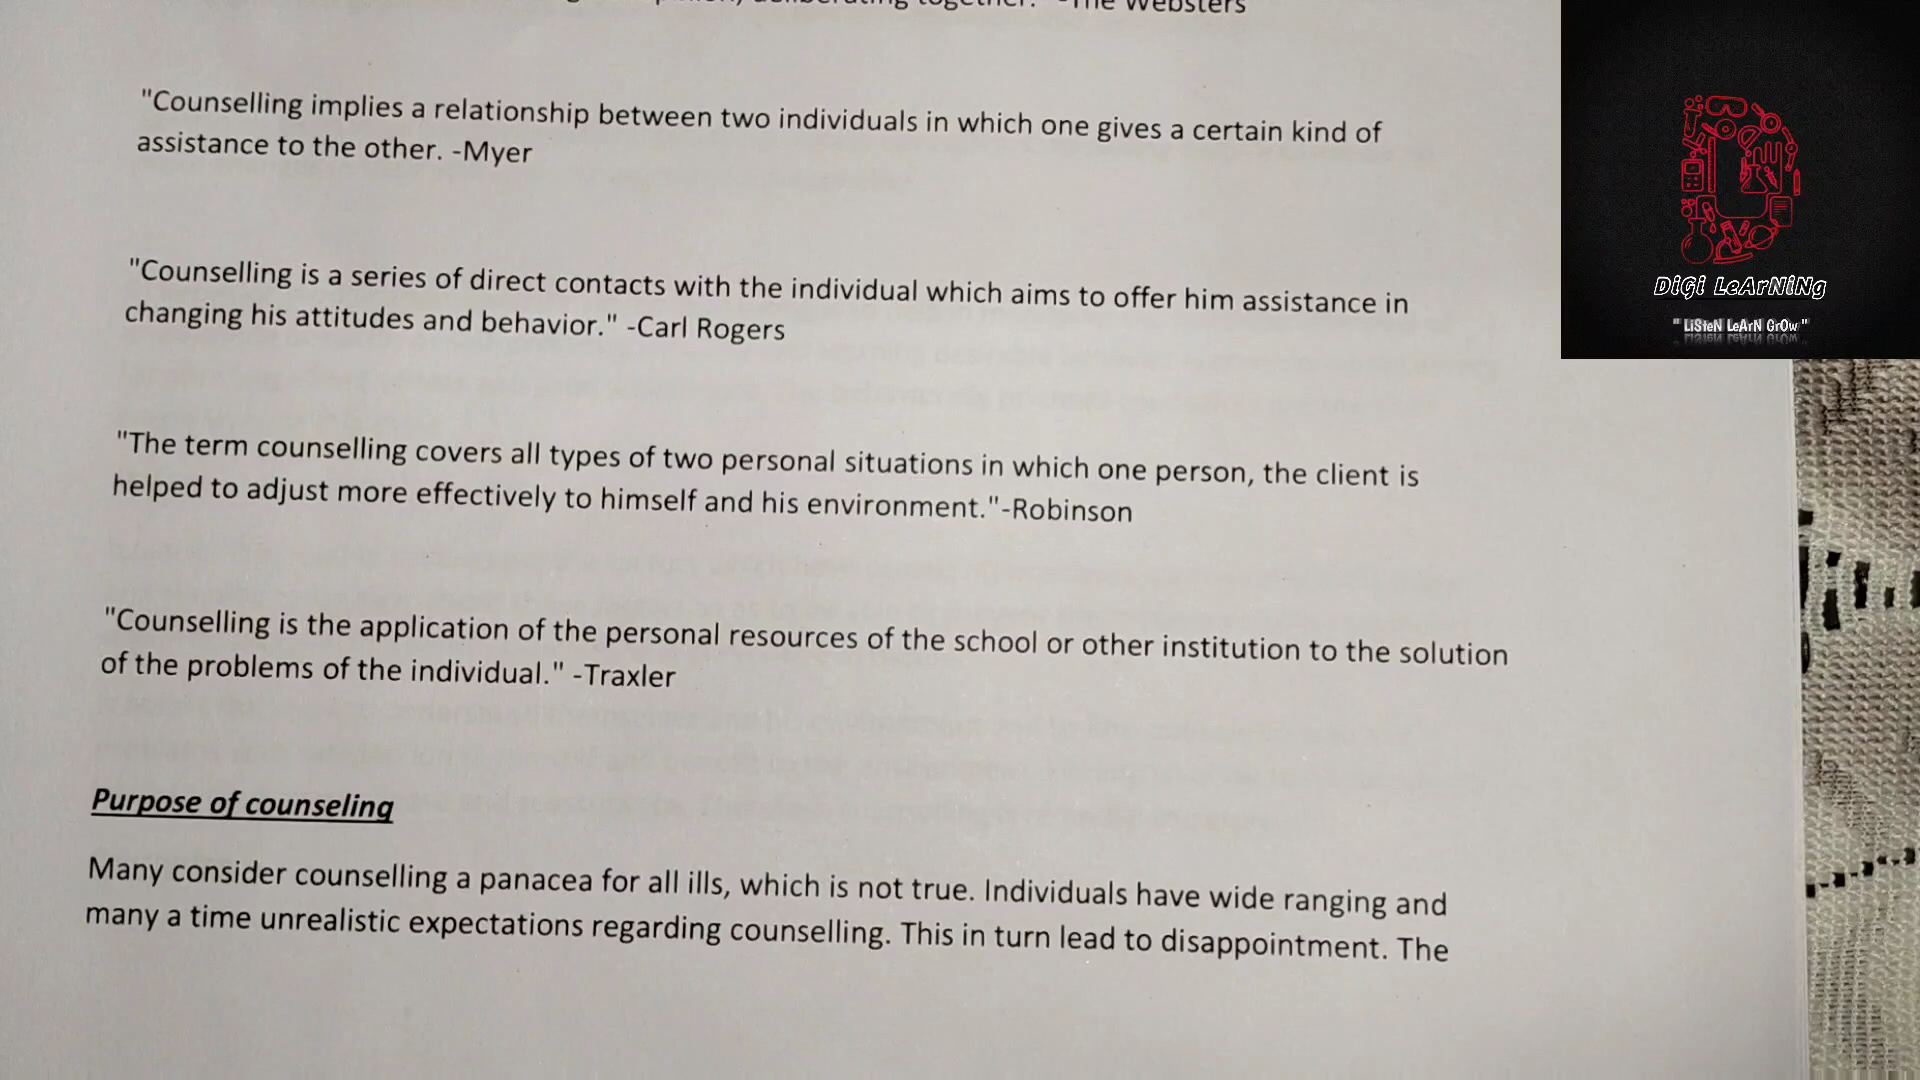 deliberating together." -The Websters
"Counselling implies a relationship between two individuals in which one gives a certain kind of
assistance to the other. -Myer
"Counselling is a series of direct contacts with the individual which aims to offer him assistance in
changing his attitudes and behavior." -Carl Rogers
"The term counselling covers all types of two personal situations in which one person, the client is
helped to adjust more effectively to himself and his environment."-Robinson
"Counselling is the application of the personal resources of the school or other institution to the solution
of the problems of the individual." -Traxler
Purpose of counseling
Many consider counselling a panacea for all ills, which is not true. Individuals have wide ranging and
many a time unrealistic expectations regarding counselling. This in turn lead to disappointment. The
DiGi LeArNiNg
" LiSteN LeArN GrOw "